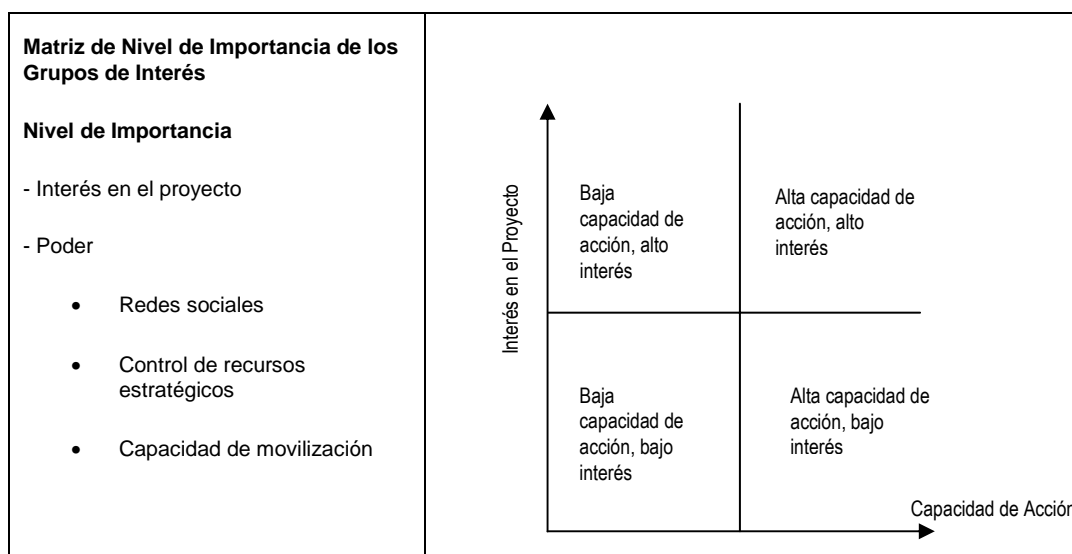 Matriz de Nivel de Importancia de los
Grupos de Interés
Nivel de Importancia
- Interés en el proyecto
- Poder
• Redes sociales
• Control de recursos
estratégicos
• Capacidad de movilización
Interés en el Proyecto
Baja
capacidad de
acción, alto
interés
Alta capacidad de
acción, alto
interés
Baja
capacidad de
acción, bajo
interés
Alta capacidad de
acción, bajo
interés
Capacidad de Acción